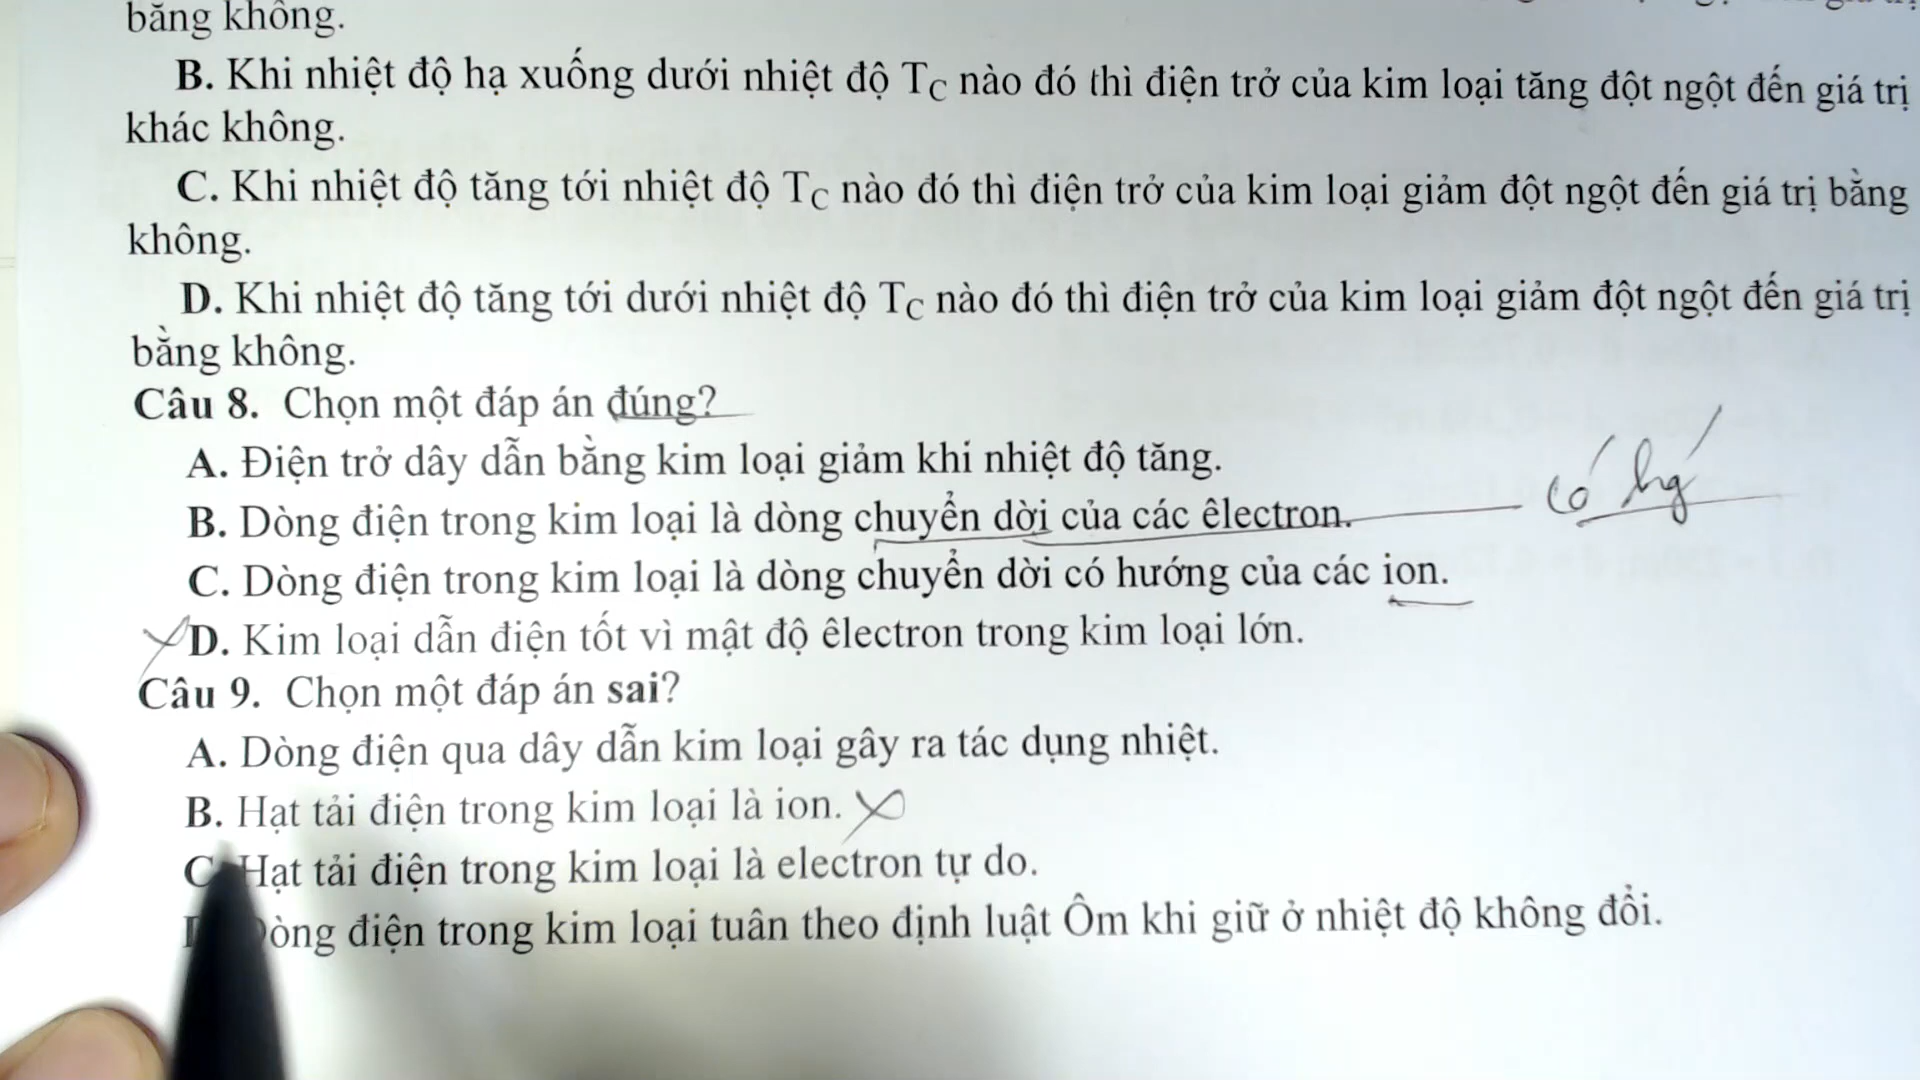 bằng không.
B. Khi nhiệt độ hạ xuống dưới nhiệt độ TC nào đó thì điện trở của kim loại tăng đột ngột đến giá trị
khác không.
C. Khi nhiệt độ tăng tới nhiệt độ TC nào đó thì điện trở của kim loại giảm đột ngột đến giá trị bằng
không.
D. Khi nhiệt độ tăng tới dưới nhiệt độ TC nào đó thì điện trở của kim loại giảm đột ngột đến giá trị
bằng không.
Câu 8. Chọn một đáp án đúng?
A. Điện trở dây dẫn bằng kim loại giảm khi nhiệt độ tăng.
B. Dòng điện trong kim loại là dòng chuyển dời của các êlectron. có hg
C. Dòng điện trong kim loại là dòng chuyển dời có hướng của các ion.
D. Kim loại dẫn điện tốt vì mật độ êlectron trong kim loại lớn.
Câu 9. Chọn một đáp án sai?
A. Dòng điện qua dây dẫn kim loại gây ra tác dụng nhiệt.
B. Hạt tải điện trong kim loại là ion.
C Hạt tải điện trong kim loại là electron tự do.
òng điện trong kim loại tuân theo định luật Ôm khi giữ ở nhiệt độ không đổi.